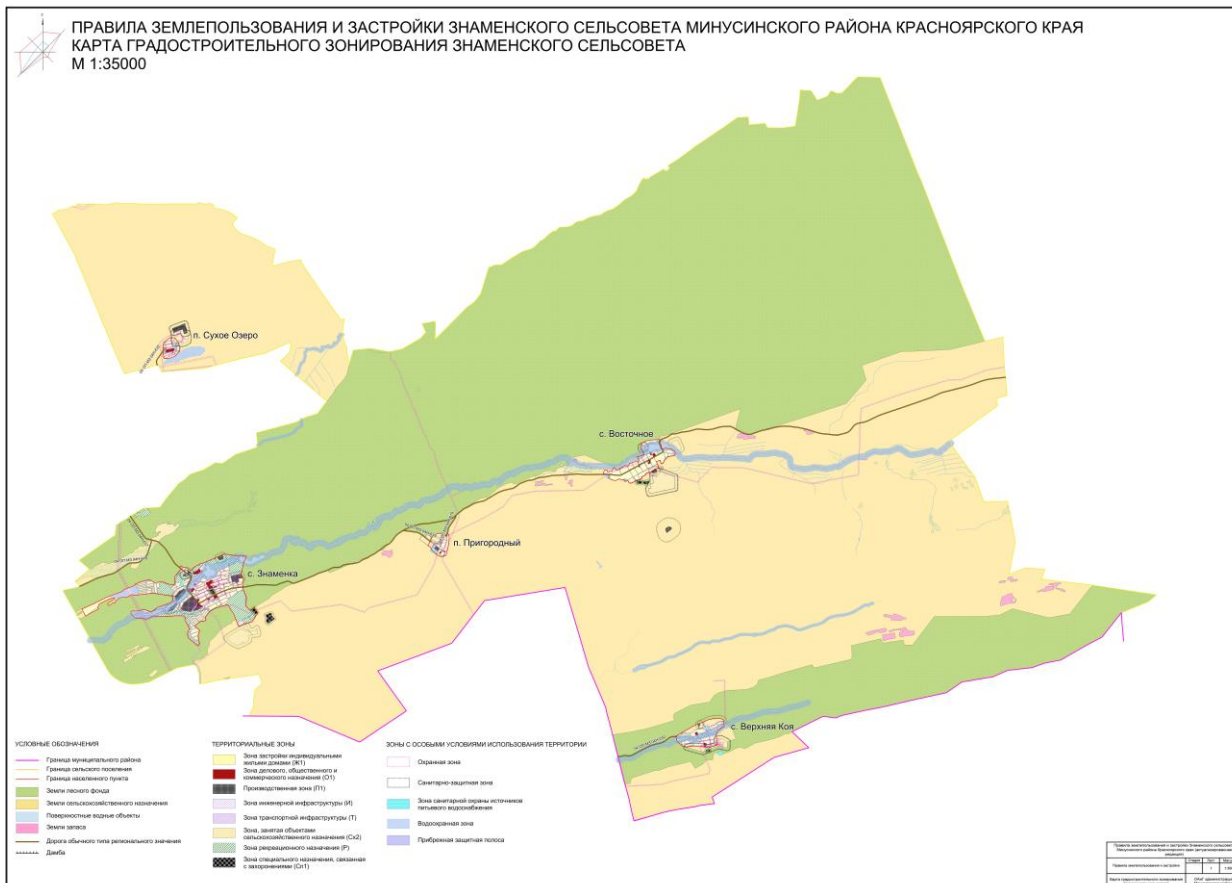 ПРАВИЛА ЗЕМЛЕПОЛЬЗОВАНИЯ И ЗАСТРОЙКИ ЗНАМЕНСКОГО СЕЛЬСОВЕТА МИНУСИНСКОГО РАЙОНА КРАСНОЯРСКОГО КРАЯ
КАРТА ГРАДОСТРОИТЕЛЬНОГО ЗОНИРОВАНИЯ ЗНАМЕНСКОГО СЕЛЬСОВЕТА
М 1:35000
п. Сухое Озеро
с. Восточное
п. Пригородный
с. Знаменка
с. Верхняя Коя
УСЛОВНЫЕ ОБОЗНАЧЕНИЯ
Граница муниципального района
Граница сельского поселения
Граница населенного пункта
Земли лесного фонда
Земли сельскохозяйственного назначения
Поверхностные водные объекты
Земли запаса
Дорога обычного типа регионального значения
Дамба
ТЕРРИТОРИАЛЬНЫЕ ЗОНЫ
Зона застройки индивидуальными
жилыми домами (Ж1)
Зона делового, общественного и
коммерческого назначения (О1)
Производственная зона (П1)
Зона инженерной инфраструктуры (И)
Зона транспортной инфраструктуры (Т)
Зона, занятая объектами
сельскохозяйственного назначения (Сх2)
Зона рекреационного назначения (Р)
Зона специального назначения, связанная
с захоронениями (Сп1)
ЗОНЫ С ОСОБЫМИ УСЛОВИЯМИ ИСПОЛЬЗОВАНИЯ ТЕРРИТОРИИ
Охранная зона
Санитарно-защитная зона
Зона санитарной охраны источников
питьевого водоснабжения
Водоохранная зона
Прибрежная защитная полоса